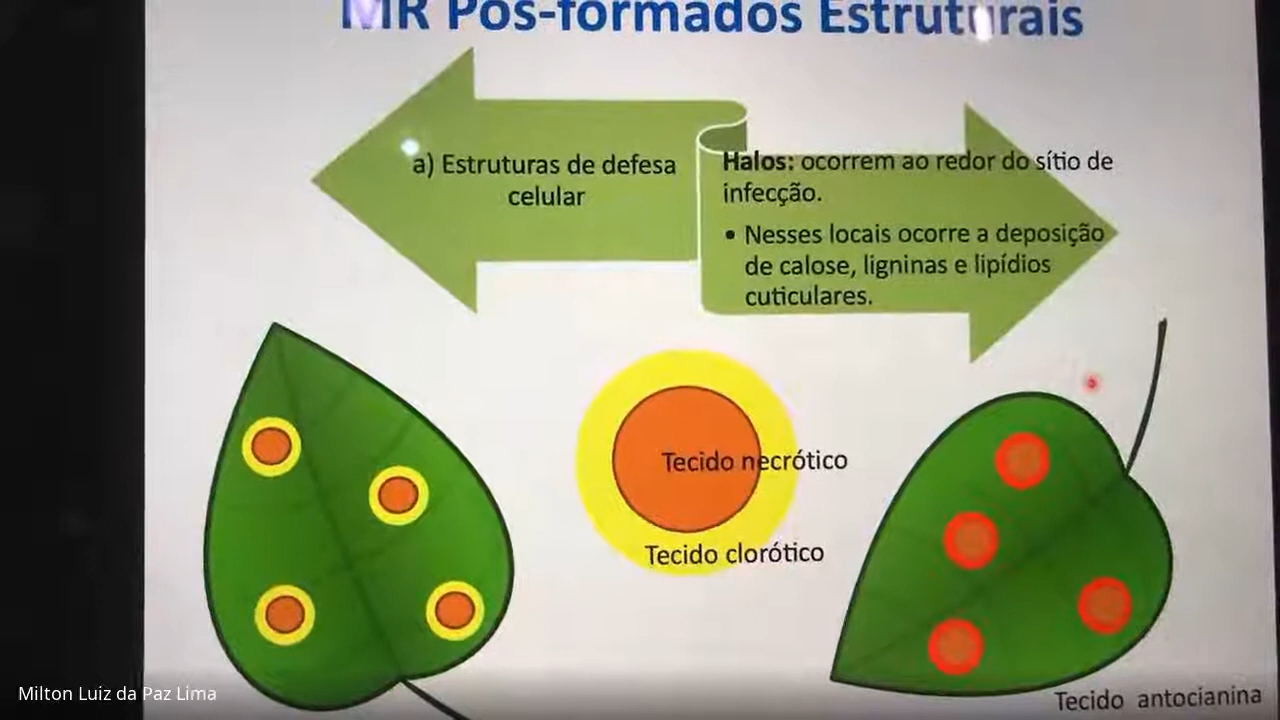 MR Pós-formados Estruturais
a) Estruturas de defesa
celular
Halos: ocorrem ao redor do sítio de
infecção.
• Nesses locais ocorre a deposição
de calose, ligninas e lipídios
cuticulares.
Tecido necrótico
Tecido clorótico
Tecido antocianina
Milton Luiz da Paz Lima